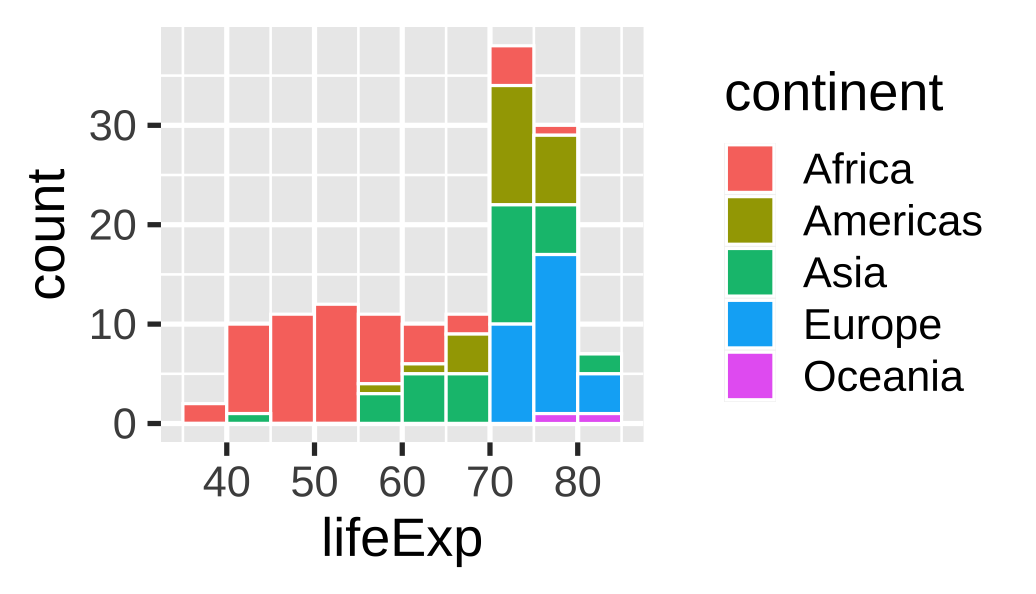 30
20
10
0
count
40 50 60 70 80
lifeExp
continent
Africa
Americas
Asia
Europe
Oceania